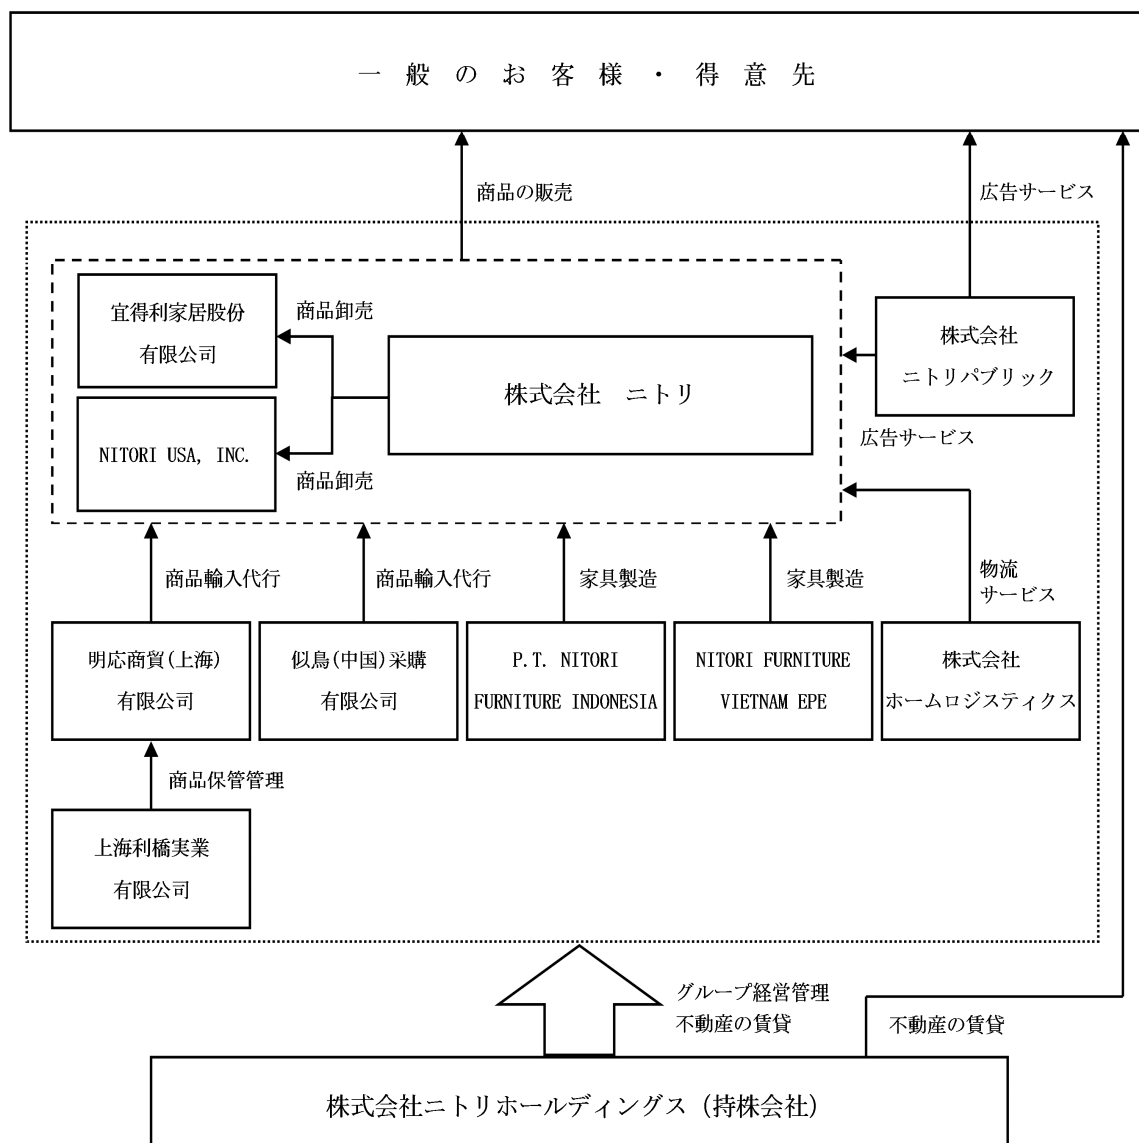 一般のお客様・得意先
商品の販売
広告サービス
宜得利家居股份
有限公司
商品卸売
株式会社　ニトリ
株式会社
ニトリパブリック
NITORI USA, INC.
商品卸売
広告サービス
商品輸入代行
商品輸入代行
家具製造
家具製造
物流
サービス
明応商貿(上海)
有限公司
似鳥(中国)采購
有限公司
P.T. NITORI
FURNITURE INDONESIA
NITORI FURNITURE
VIETNAM EPE
株式会社
ホームロジスティクス
商品保管管理
上海利橋実業
有限公司
グループ経営管理
不動産の賃貸
不動産の賃貸
株式会社ニトリホールディングス（持株会社）